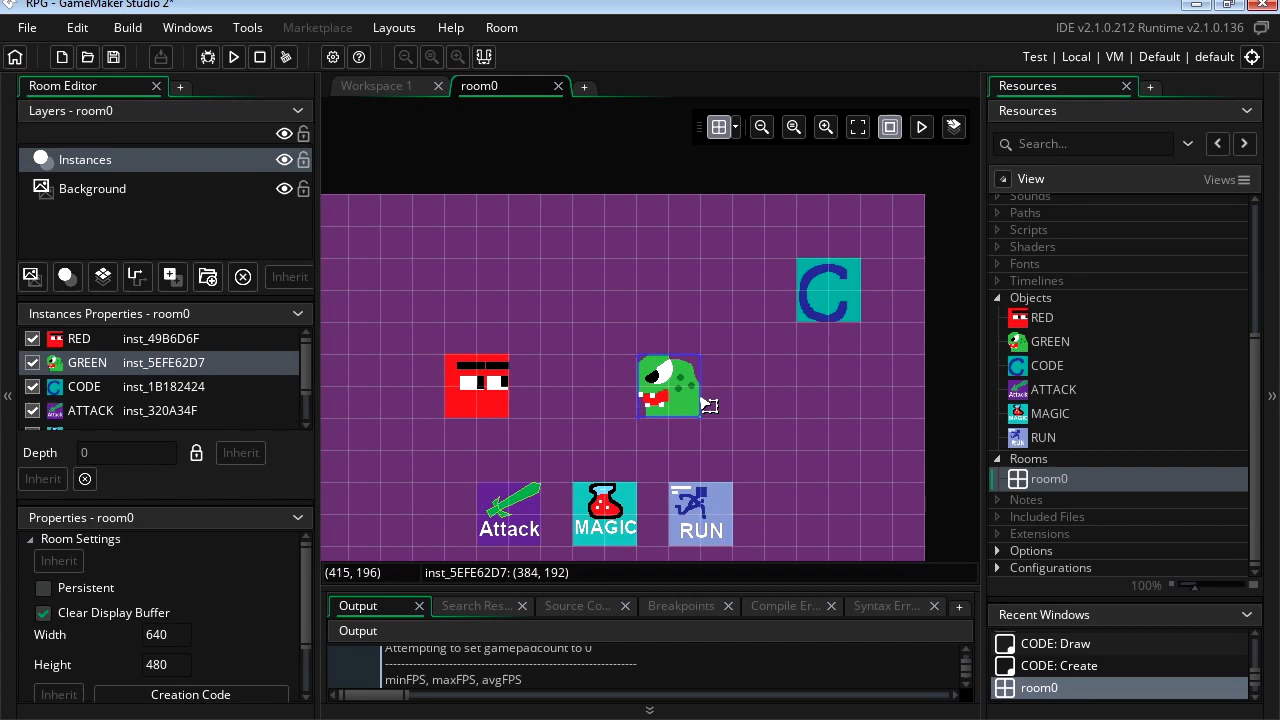 RPG - GameMaker Studio 2*
File Edit Build Windows Tools Marketplace Layouts Help Room IDE v2.1.0.212 Runtime v2.1.0.136
Test | Local | VM | Default | default
Room Editor
Workspace 1
room0
Resources
Layers - room0
Resources
Search...
Instances
Background
View Views
Sounds
Paths
Scripts
Shaders
Fonts
Timelines
Objects
RED
GREEN
CODE
ATTACK
MAGIC
RUN
Rooms
room0
Notes
Included Files
Extensions
Options
Configurations
100%
Inherit
Instances Properties - room0
RED inst_49B6D6F
GREEN inst_5EFE62D7
CODE inst_1B182424
ATTACK inst_320A34F
Depth 0 Inherit
Inherit
Properties - room0
Room Settings
Inherit
Persistent
Clear Display Buffer
Width 640
Height 480
Inherit Creation Code
C
Attack
MAGIC
RUN
(415, 196) inst_5EFE62D7: (384, 192)
Output Search Res... Source Co... Breakpoints Compile Er... Syntax Err...
Output
Attempting to set gamepadcount to 0
minFPS, maxFPS, avgFPS
Recent Windows
CODE: Draw
CODE: Create
room0